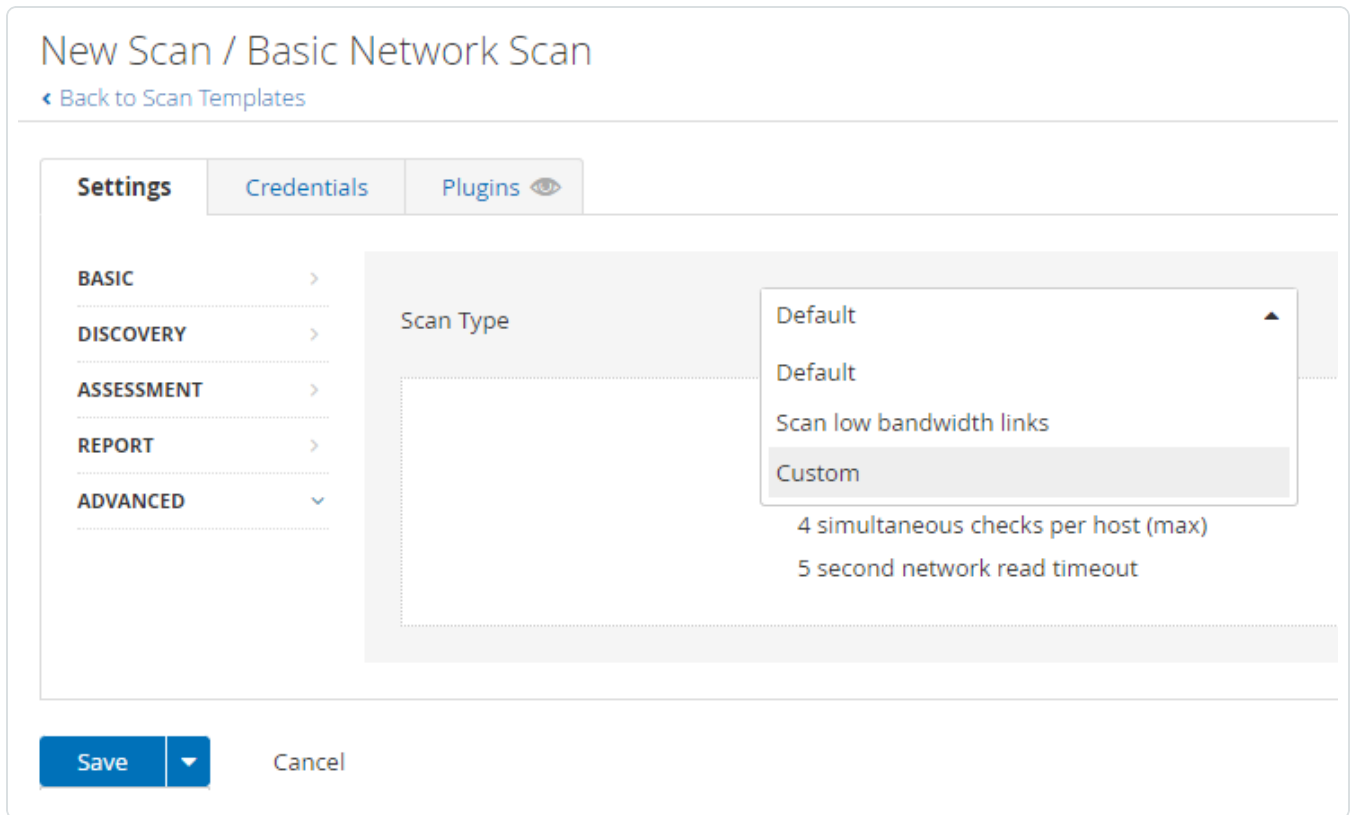 New Scan / Basic Network Scan
Back to Scan Templates
Settings Credentials Plugins
BASIC
DISCOVERY
ASSESSMENT
REPORT
ADVANCED
Scan Type
Default
Default
Scan low bandwidth links
Custom
4 simultaneous checks per host (max)
5 second network read timeout
Save Cancel